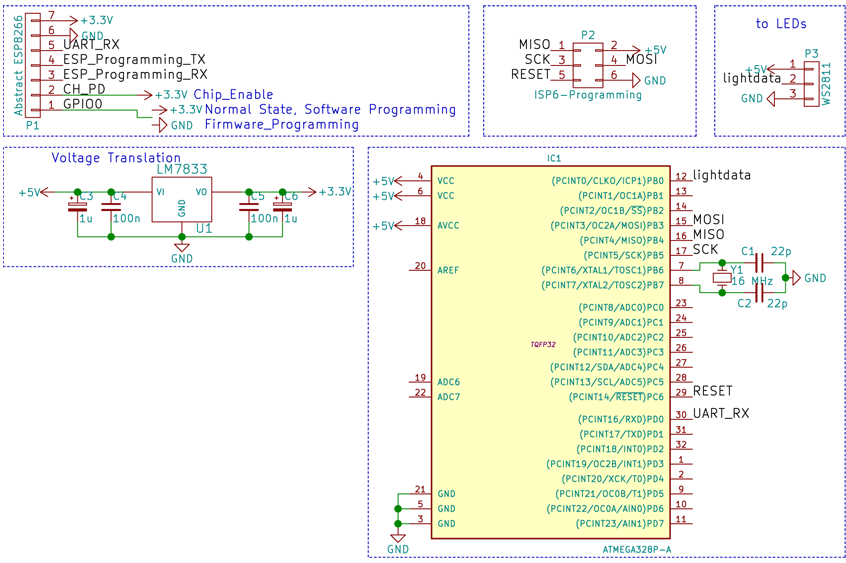 Abstract ESP8266
7 +3.3V
6 GND
5 UART_RX
4 ESP_Programming_TX
3 ESP_Programming_RX
2 CH_PD +3.3V Chip_Enable
1 GPIO0 +3.3V Normal State, Software Programming
GND Firmware_Programming
P1
P2
MISO 1 2 +5V
SCK 3 4 MOSI
RESET 5 6 GND
ISP6-Programming
to LEDs
P3
+5V 1
lightdata 2
GND 3
WS2811
Voltage Translation
LM7833
+5V C3 C4 VI VO C5 C6 +3.3V
1u 100n GND U1 100n 1u
GND
IC1
+5V 4 VCC (PCINT0/CLKO/ICP1)PB0 12 lightdata
+5V 6 VCC (PCINT1/OC1A)PB1 13
(PCINT2/OC1B/SS)PB2 14
+5V 18 AVCC (PCINT3/OC2A/MOSI)PB3 15 MOSI
(PCINT4/MISO)PB4 16 MISO
(PCINT5/SCK)PB5 17 SCK
20 AREF (PCINT6/XTAL1/TOSC1)PB6 7
(PCINT7/XTAL2/TOSC2)PB7 8
C1 22p
Y1
16 MHz
GND
C2 22p
(PCINT8/ADC0)PC0 23
(PCINT9/ADC1)PC1 24
(PCINT10/ADC2)PC2 25
TQFP32
(PCINT11/ADC3)PC3 26
(PCINT12/SDA/ADC4)PC4 27
19 ADC6 (PCINT13/SCL/ADC5)PC5 28
22 ADC7 (PCINT14/RESET)PC6 29 RESET
(PCINT16/RXD)PD0 30 UART_RX
(PCINT17/TXD)PD1 31
(PCINT18/INT0)PD2 32
(PCINT19/OC2B/INT1)PD3 1
(PCINT20/XCK/T0)PD4 2
21 GND (PCINT21/OC0B/T1)PD5 9
5 GND (PCINT22/OC0A/AIN0)PD6 10
3 GND (PCINT23/AIN1)PD7 11
GND
ATMEGA328P-A